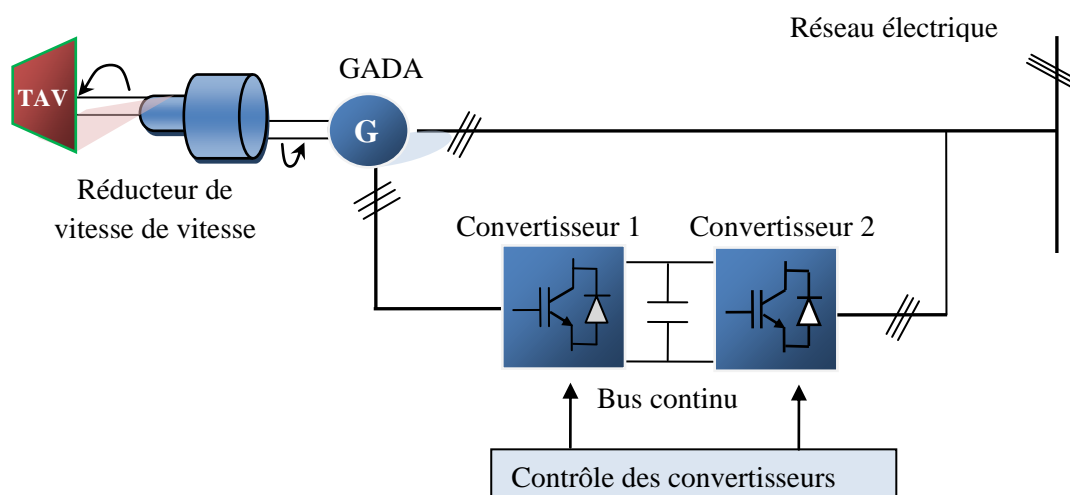 Réseau électrique
GADA
TAV
G
Réducteur de
vitesse de vitesse
Convertisseur 1
Convertisseur 2
Bus continu
Contrôle des convertisseurs